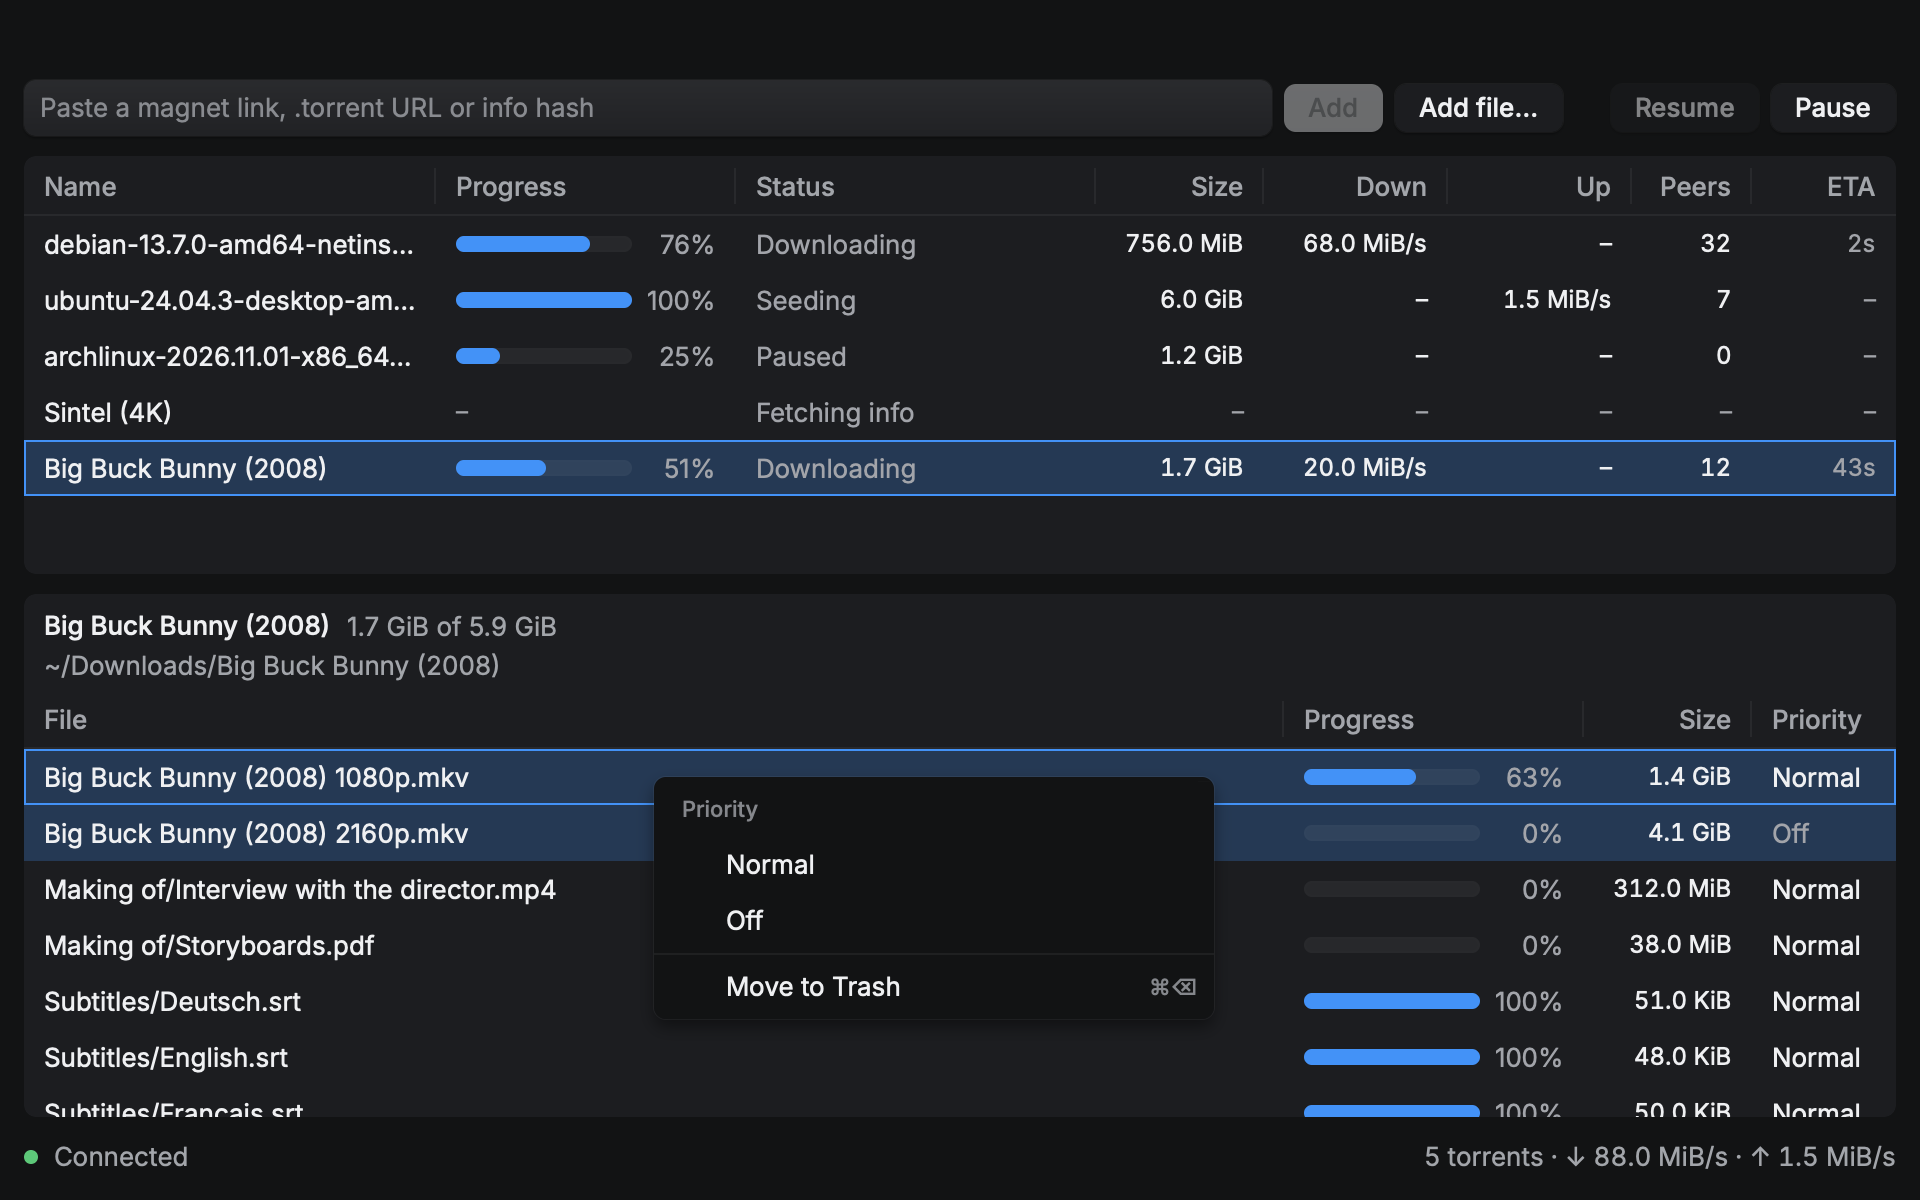 Paste a magnet link, .torrent URL or info hash Add Add file... Resume Pause
Name Progress Status Size Down Up Peers ETA
debian-13.7.0-amd64-netins... 76% Downloading 756.0 MiB 68.0 MiB/s – 32 2s
ubuntu-24.04.3-desktop-am... 100% Seeding 6.0 GiB – 1.5 MiB/s 7 –
archlinux-2026.11.01-x86_64... 25% Paused 1.2 GiB – – 0 –
Sintel (4K) – Fetching info – – – – –
Big Buck Bunny (2008) 51% Downloading 1.7 GiB 20.0 MiB/s – 12 43s
Big Buck Bunny (2008) 1.7 GiB of 5.9 GiB
~/Downloads/Big Buck Bunny (2008)
File Progress Size Priority
Big Buck Bunny (2008) 1080p.mkv 63% 1.4 GiB Normal
Big Buck Bunny (2008) 2160p.mkv 0% 4.1 GiB Off
Making of/Interview with the director.mp4 0% 312.0 MiB Normal
Making of/Storyboards.pdf 0% 38.0 MiB Normal
Subtitles/Deutsch.srt 100% 51.0 KiB Normal
Subtitles/English.srt 100% 48.0 KiB Normal
Subtitles/Français.srt 100% 50.0 KiB Normal
Priority
Normal
Off
Move to Trash ⌘⌫
Connected 5 torrents · ↓ 88.0 MiB/s · ↑ 1.5 MiB/s